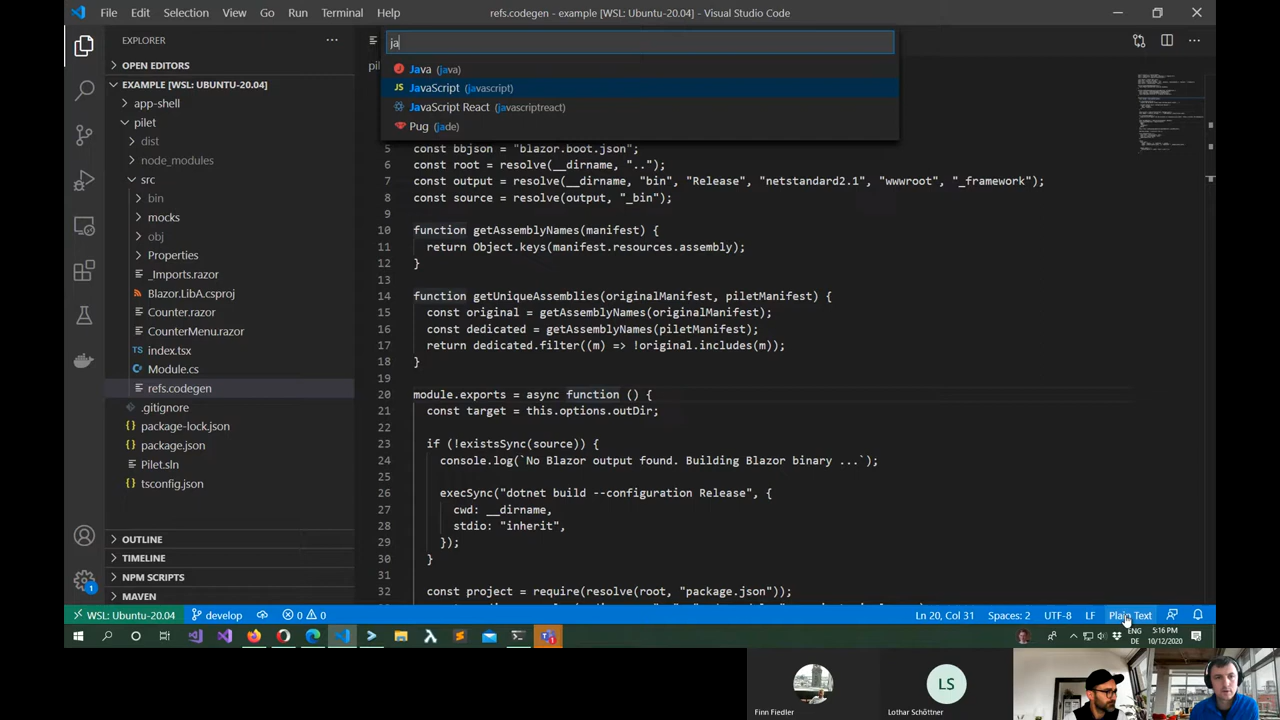 File Edit Selection View Go Run Terminal Help
refs.codegen - example [WSL: Ubuntu-20.04] - Visual Studio Code
EXPLORER
ja
OPEN EDITORS
EXAMPLE [WSL: UBUNTU-20.04]
app-shell
pilet
dist
node_modules
src
bin
mocks
obj
Properties
_Imports.razor
Blazor.LibA.csproj
Counter.razor
CounterMenu.razor
TS index.tsx
Module.cs
refs.codegen
.gitignore
package-lock.json
package.json
Pilet.sln
tsconfig.json
OUTLINE
TIMELINE
NPM SCRIPTS
MAVEN
Java (java)
JS JavaScript (javascript)
JavaScript React (javascriptreact)
Pug (jade)
5 const objson = "blazor.boot.json";
6 const root = resolve(__dirname, "..");
7 const output = resolve(__dirname, "bin", "Release", "netstandard2.1", "wwwroot", "_framework");
8 const source = resolve(output, "_bin");
9
10 function getAssemblyNames(manifest) {
11 return Object.keys(manifest.resources.assembly);
12 }
13
14 function getUniqueAssemblies(originalManifest, piletManifest) {
15 const original = getAssemblyNames(originalManifest);
16 const dedicated = getAssemblyNames(piletManifest);
17 return dedicated.filter((m) => !original.includes(m));
18 }
19
20 module.exports = async function () {
21 const target = this.options.outDir;
22
23 if (!existsSync(source)) {
24 console.log(`No Blazor output found. Building Blazor binary ...`);
25
26 execSync("dotnet build --configuration Release", {
27 cwd: __dirname,
28 stdio: "inherit",
29 });
30 }
31
32 const project = require(resolve(root, "package.json"));
1
WSL: Ubuntu-20.04 develop 0 0 Ln 20, Col 31 Spaces: 2 UTF-8 LF Plain Text
ENG
DE
5:16 PM
10/12/2020
LS
Finn Fiedler
Lothar Schöttner